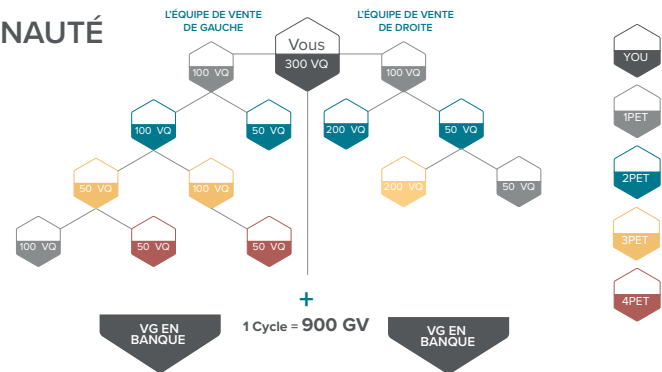 NAUTÉ
L'ÉQUIPE DE VENTE
DE GAUCHE
L'ÉQUIPE DE VENTE
DE DROITE
Vous
300 VQ
100 VQ
100 VQ
100 VQ
50 VQ
200 VQ
50 VQ
50 VQ
100 VQ
200 VQ
50 VQ
100 VQ
50 VQ
50 VQ
YOU
1PET
2PET
3PET
4PET
+
1 Cycle = 900 GV
VG EN
BANQUE
VG EN
BANQUE